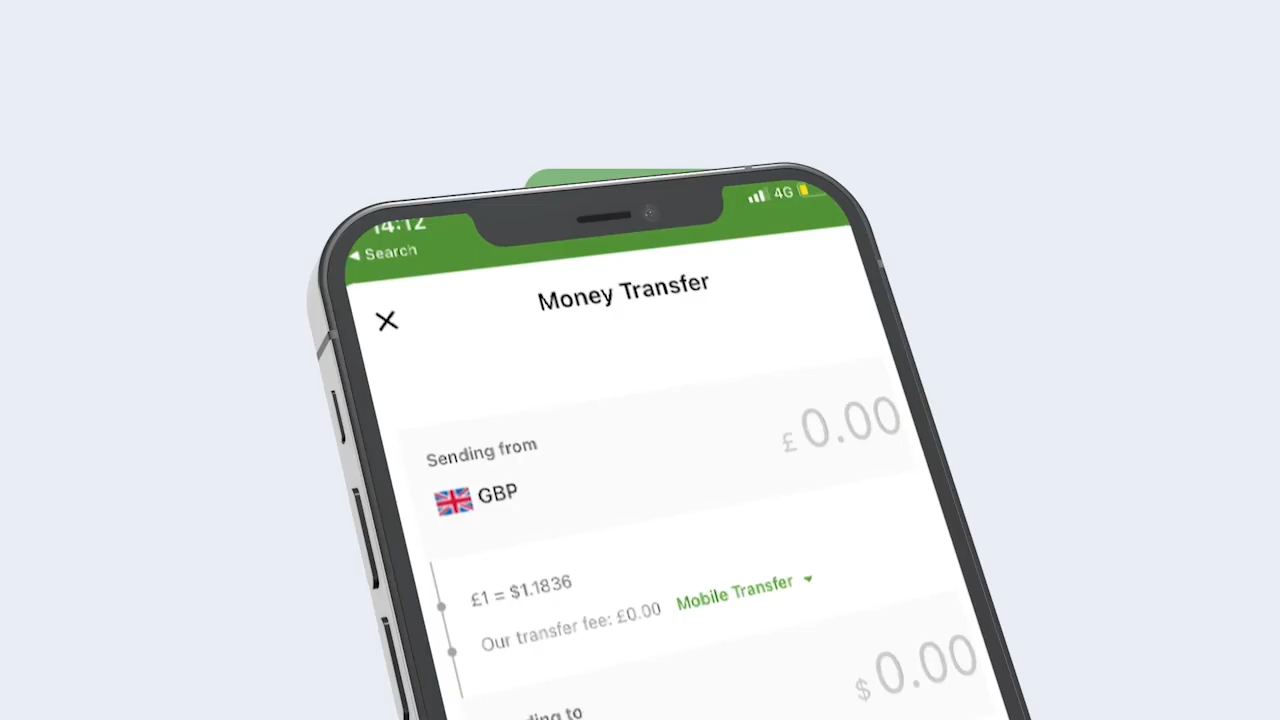 14:12
4G
◀ Search
Money Transfer
Sending from
£ 0.00
GBP
£1 = $1.1836
Our transfer fee: £0.00 Mobile Transfer
$ 0.00
to